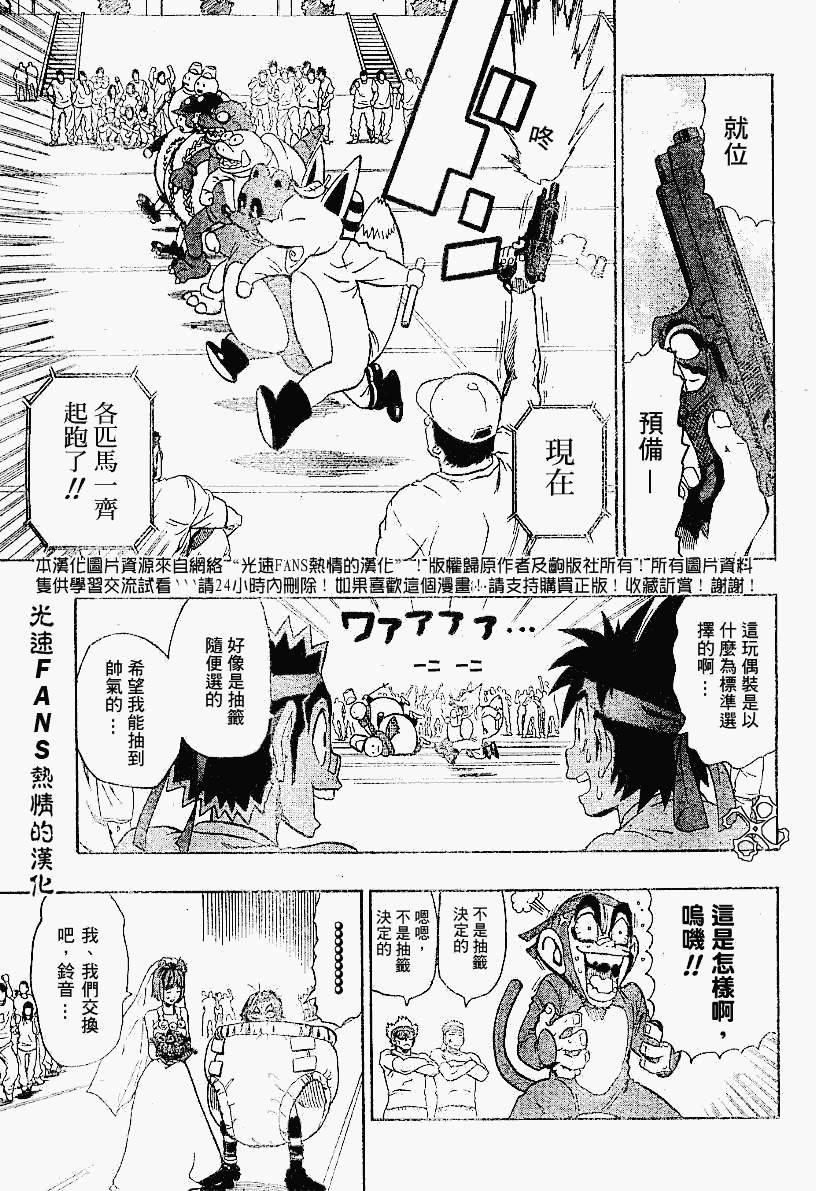 就位
預備—
咚
現在
各匹馬一齊
起跑了!!
本漢化圖片資源來自網絡“光速FANS熱情的漢化”！版權歸原作者及齣版社所有！所有圖片資料
隻供學習交流試看```請24小時內刪除！如果喜歡這個漫畫!..請支持購買正版！收藏訢賞！謝謝！
光速FANS熱情的漢化
這玩偶裝是以
什麼為標準選
擇的啊…
ワァァァァ…
好像是抽籤
隨便選的
希望我能抽到
帥氣的…
這是怎樣啊，
嗚嘰!!
不是抽籤
決定的
嗯嗯，
不是抽籤
決定的
………
我、我們交換
吧，鈴音…